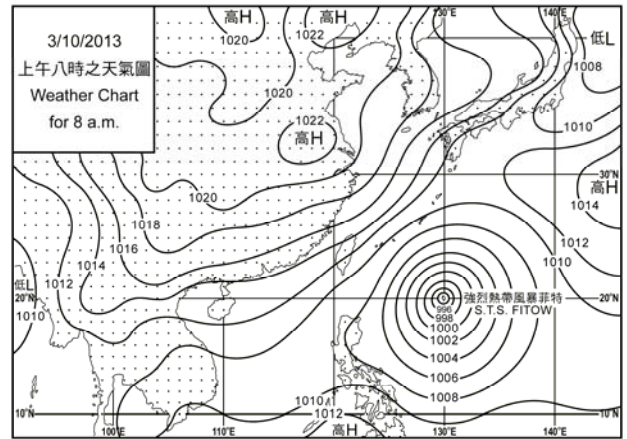 3/10/2013
上午八時之天氣圖
Weather Chart
for 8 a.m.
高H
1020
高H
1022
130°E
140°E
低L
1008
1020
1022
高H
1010
1020
30°N
高H
1014
1018
1016
1014
1012
1012
1010
低L
1010
20°N
強烈熱帶風暴菲特
S.T.S. FITOW
20°N
996
998
1000
1002
1004
1006
1008
1010
1012
高H
10°N
100°E
110°E
120°E
130°E
140°E
10°N